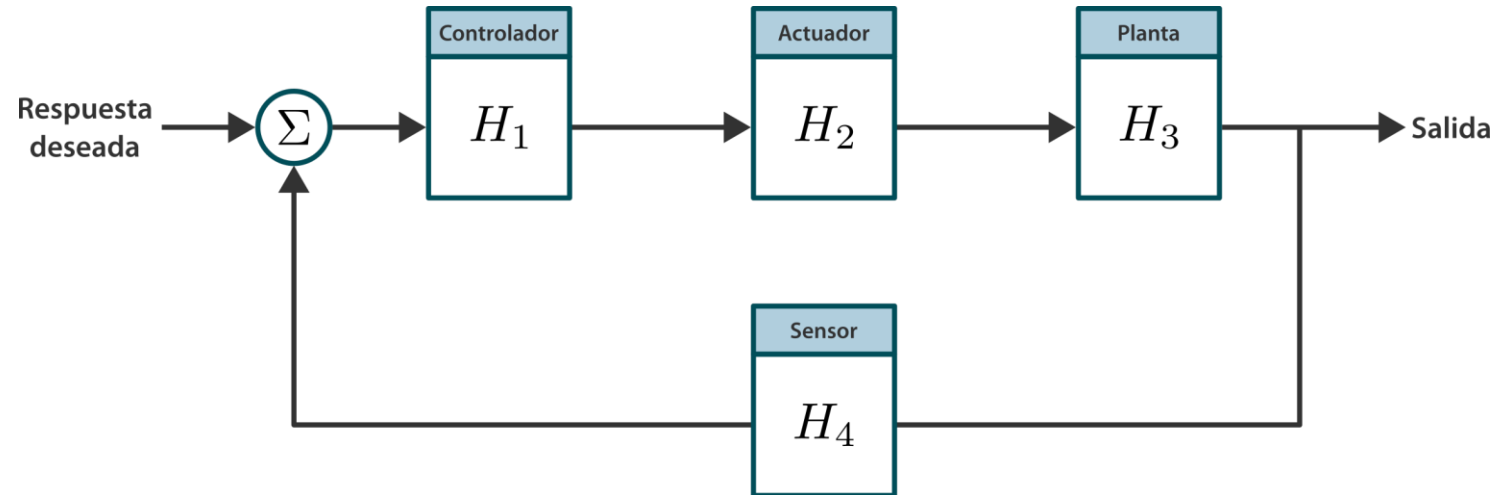 Controlador
Actuador
Planta
Respuesta
deseada
Σ
H₁
H₂
H₃
Salida
Sensor
H₄